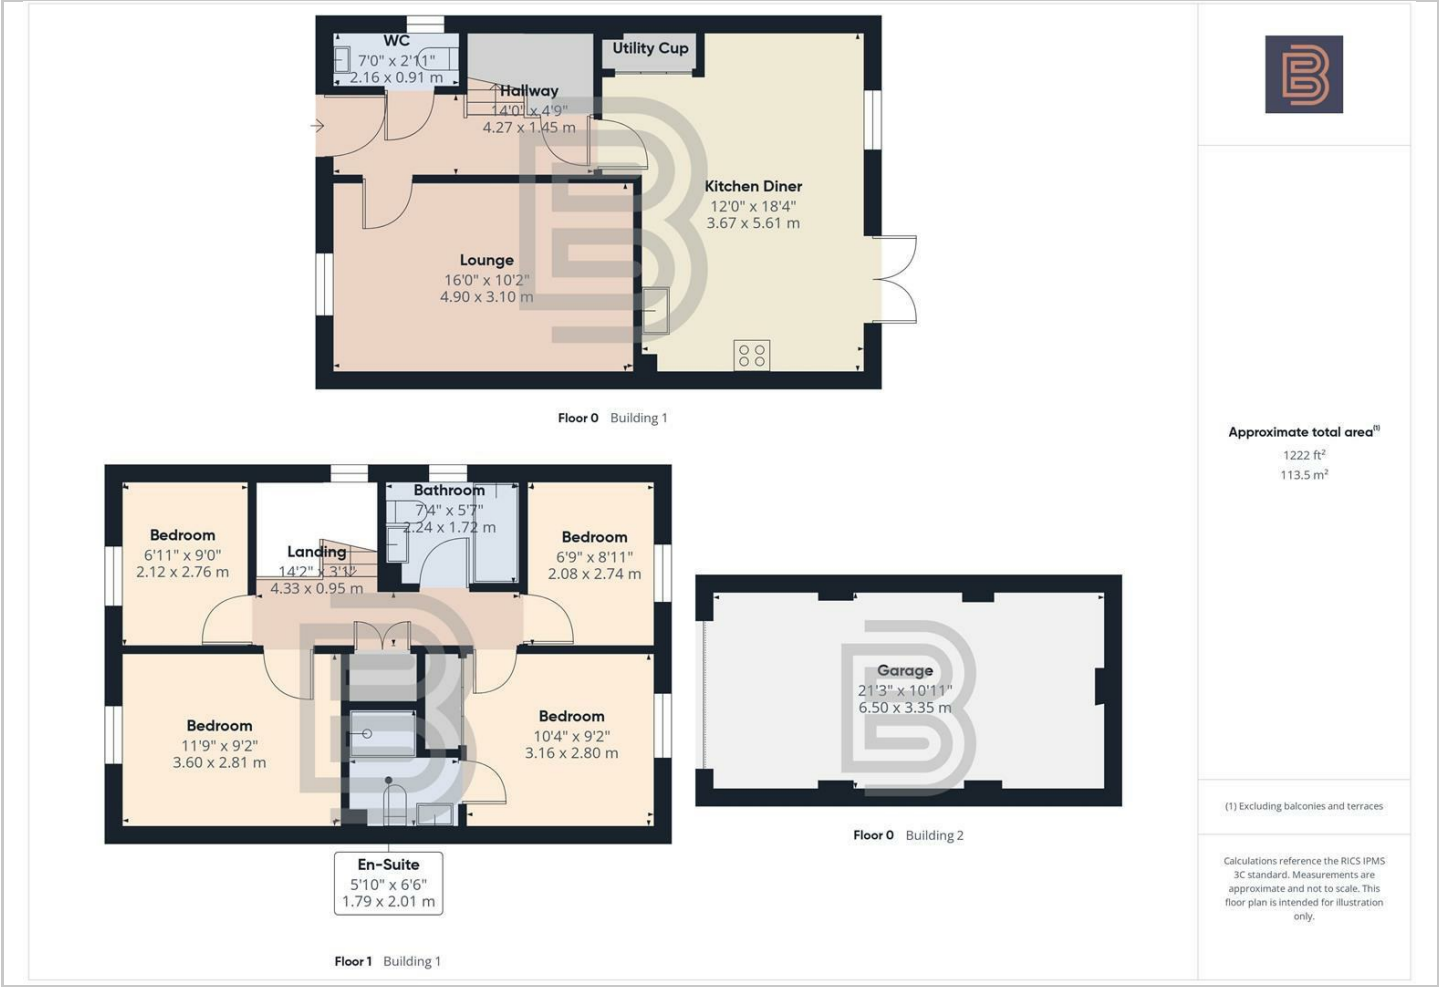 WC
7'0" x 2'11"
2.16 x 0.91 m
Utility Cup
Hallway
14'0" x 4'9"
4.27 x 1.45 m
Kitchen Diner
12'0" x 18'4"
3.67 x 5.61 m
Lounge
16'0" x 10'2"
4.90 x 3.10 m
Floor 0 Building 1
Bedroom
6'11" x 9'0"
2.12 x 2.76 m
Landing
14'2" x 3'1"
4.33 x 0.95 m
Bathroom
7'4" x 5'7"
2.24 x 1.72 m
Bedroom
6'9" x 8'11"
2.08 x 2.74 m
Bedroom
11'9" x 9'2"
3.60 x 2.81 m
Bedroom
10'4" x 9'2"
3.16 x 2.80 m
En-Suite
5'10" x 6'6"
1.79 x 2.01 m
Floor 1 Building 1
Garage
21'3" x 10'11"
6.50 x 3.35 m
Floor 0 Building 2
B
Approximate total area(1)
1222 ft²
113.5 m²
(1) Excluding balconies and terraces
Calculations reference the RICS IPMS
3C standard. Measurements are
approximate and not to scale. This
floor plan is intended for illustration
only.